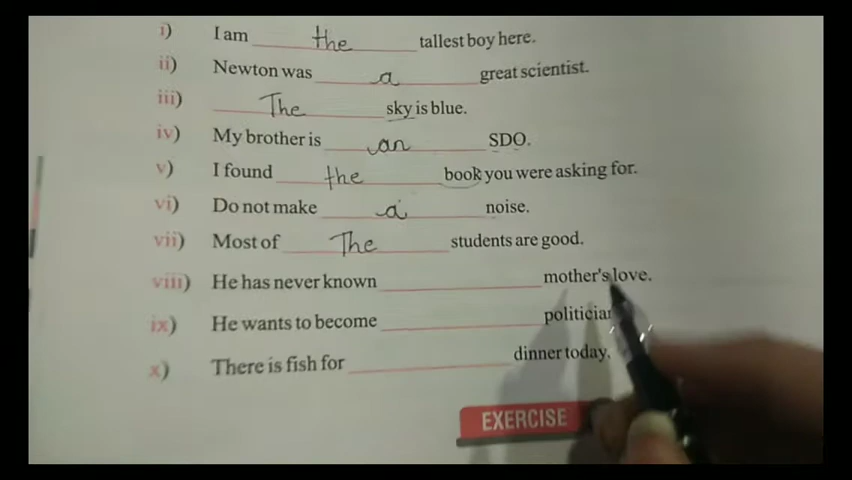 i) I am the tallest boy here.
ii) Newton was a great scientist.
iii) The sky is blue.
iv) My brother is an SDO.
v) I found the book you were asking for.
vi) Do not make a noise.
vii) Most of The students are good.
viii) He has never known ________ mother's love.
ix) He wants to become ________ politician
x) There is fish for ________ dinner today.
EXERCISE